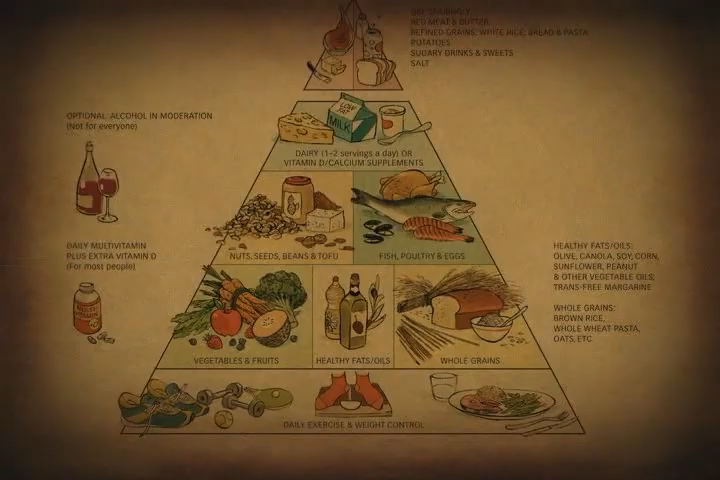 USE SPARINGLY:
RED MEAT & BUTTER
REFINED GRAINS: WHITE RICE, BREAD & PASTA
POTATOES
SUGARY DRINKS & SWEETS
SALT
OPTIONAL: ALCOHOL IN MODERATION
(Not for everyone)
LOW
FAT
MILK
DAIRY (1–2 servings a day) OR
VITAMIN D/CALCIUM SUPPLEMENTS
NUTS, SEEDS, BEANS & TOFU
FISH, POULTRY & EGGS
DAILY MULTIVITAMIN
PLUS EXTRA VITAMIN D
(For most people)
MULTI-
VITAMIN
HEALTHY FATS/OILS:
OLIVE, CANOLA, SOY, CORN,
SUNFLOWER, PEANUT
& OTHER VEGETABLE OILS;
TRANS-FREE MARGARINE
WHOLE GRAINS:
BROWN RICE,
WHOLE WHEAT PASTA,
OATS, ETC
VEGETABLES & FRUITS
HEALTHY FATS/OILS
WHOLE GRAINS
DAILY EXERCISE & WEIGHT CONTROL